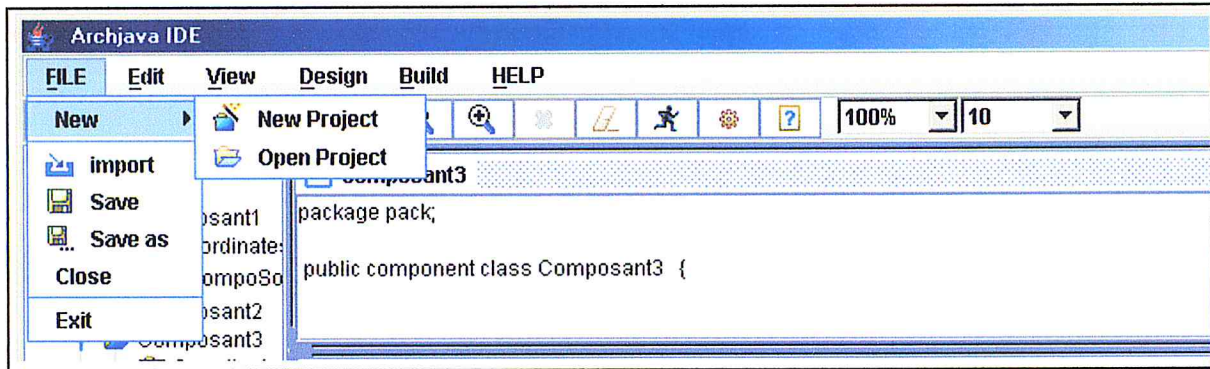 Archjava IDE
FILE Edit View Design Build HELP
New
New Project
Open Project
100% 10
import
Save
Save as
Close
Exit
package pack;
public component class Composant3 {
Composant3